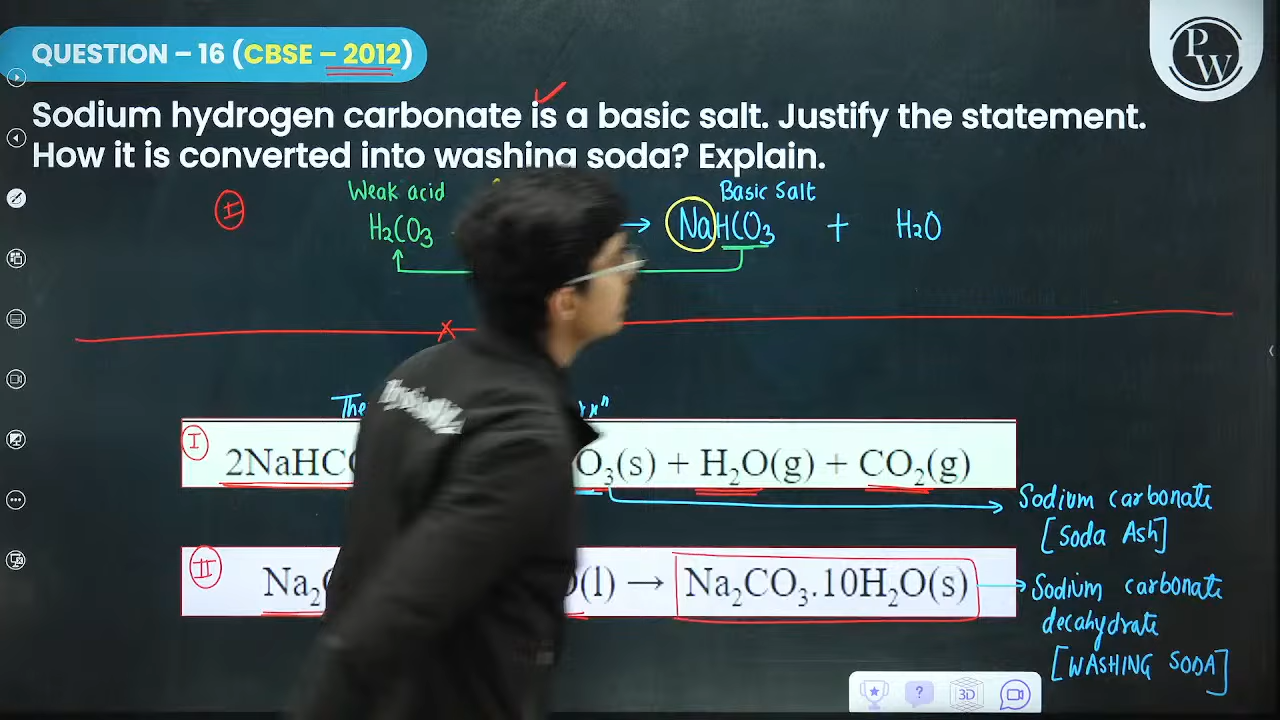 QUESTION – 16 (CBSE – 2012)
PW
Sodium hydrogen carbonate is a basic salt. Justify the statement.
How it is converted into washing soda? Explain.
Weak acid
Basic Salt
I
H₂CO₃ → NaHCO₃ + H₂O
rxⁿ
I 2NaHC O₃(s) + H₂O(g) + CO₂(g)
Sodium carbonate
[Soda Ash]
II Na₂ (l) → Na₂CO₃.10H₂O(s)
Sodium carbonate
decahydrate
[WASHING SODA]
? 3D